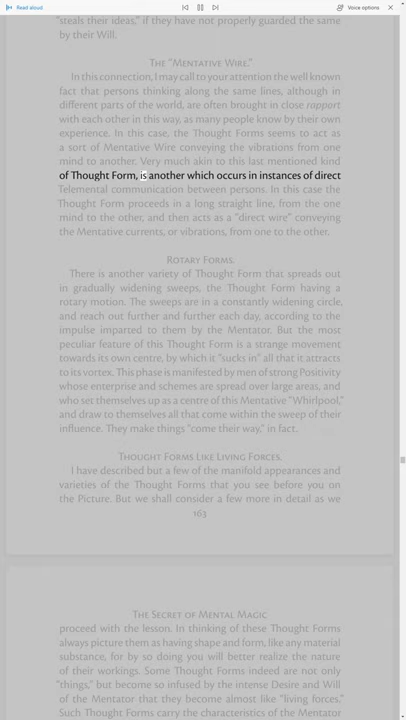 Read aloud
Voice options
"steals their ideas," if they have not properly guarded the same
by their Will.
THE "MENTATIVE WIRE."
In this connection, I may call to your attention the well known
fact that persons thinking along the same lines, although in
different parts of the world, are often brought in close rapport
with each other in this way, as many people know by their own
experience. In this case, the Thought Forms seems to act as
a sort of Mentative Wire conveying the vibrations from one
mind to another. Very much akin to this last mentioned kind
of Thought Form, is another which occurs in instances of direct
Telemental communication between persons. In this case the
Thought Form proceeds in a long straight line, from the one
mind to the other, and then acts as a "direct wire" conveying
the Mentative currents, or vibrations, from one to the other.
ROTARY FORMS.
There is another variety of Thought Form that spreads out
in gradually widening sweeps, the Thought Form having a
rotary motion. The sweeps are in a constantly widening circle,
and reach out further and further each day, according to the
impulse imparted to them by the Mentator. But the most
peculiar feature of this Thought Form is a strange movement
towards its own centre, by which it "sucks in" all that it attracts
to its vortex. This phase is manifested by men of strong Positivity
whose enterprise and schemes are spread over large areas, and
who set themselves up as a centre of this Mentative "Whirlpool,"
and draw to themselves all that come within the sweep of their
influence. They make things "come their way," in fact.
THOUGHT FORMS LIKE LIVING FORCES.
I have described but a few of the manifold appearances and
varieties of the Thought Forms that you see before you on
the Picture. But we shall consider a few more in detail as we
163
THE SECRET OF MENTAL MAGIC
proceed with the lesson. In thinking of these Thought Forms
always picture them as having shape and form, like any material
substance, for by so doing you will better realize the nature
of their workings. Some Thought Forms indeed are not only
"things," but become so infused by the intense Desire and Will
of the Mentator that they become almost like "living forces."
Such Thought Forms carry the characteristics of the Mentator